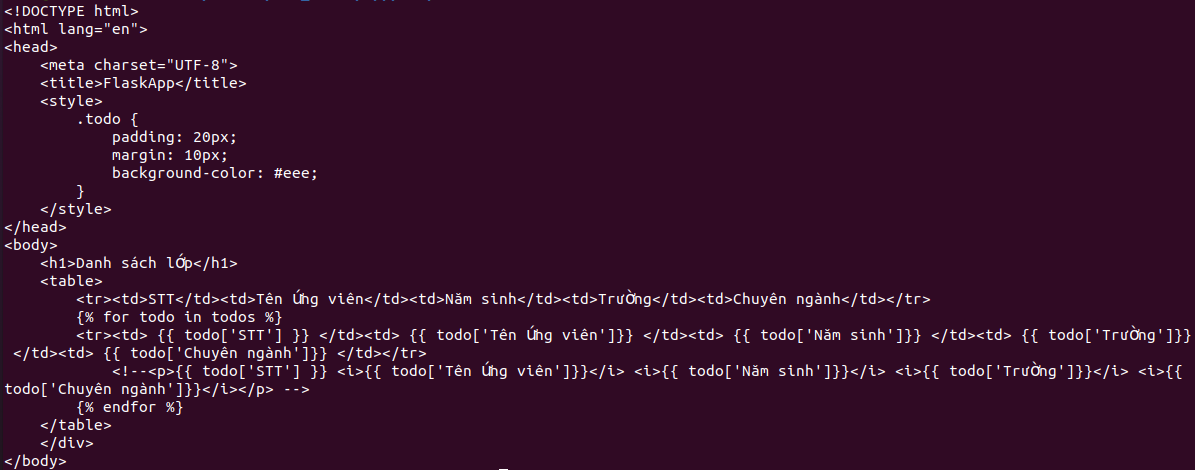 <!DOCTYPE html>
<html lang="en">
<head>
    <meta charset="UTF-8">
    <title>FlaskApp</title>
    <style>
        .todo {
            padding: 20px;
            margin: 10px;
            background-color: #eee;
        }
    </style>
</head>
<body>
    <h1>Danh sách lớp</h1>
    <table>
        <tr><td>STT</td><td>Tên Ứng viên</td><td>Năm sinh</td><td>Trường</td><td>Chuyên ngành</td></tr>
        {% for todo in todos %}
        <tr><td> {{ todo['STT'] }} </td><td> {{ todo['Tên Ứng viên']}} </td><td> {{ todo['Năm sinh']}} </td><td> {{ todo['Trường']}}
 </td><td> {{ todo['Chuyên ngành']}} </td></tr>
            <!--<p>{{ todo['STT'] }} <i>{{ todo['Tên Ứng viên']}}</i> <i>{{ todo['Năm sinh']}}</i> <i>{{ todo['Trường']}}</i> <i>{{
todo['Chuyên ngành']}}</i></p> -->
        {% endfor %}
    </table>
    </div>
</body>